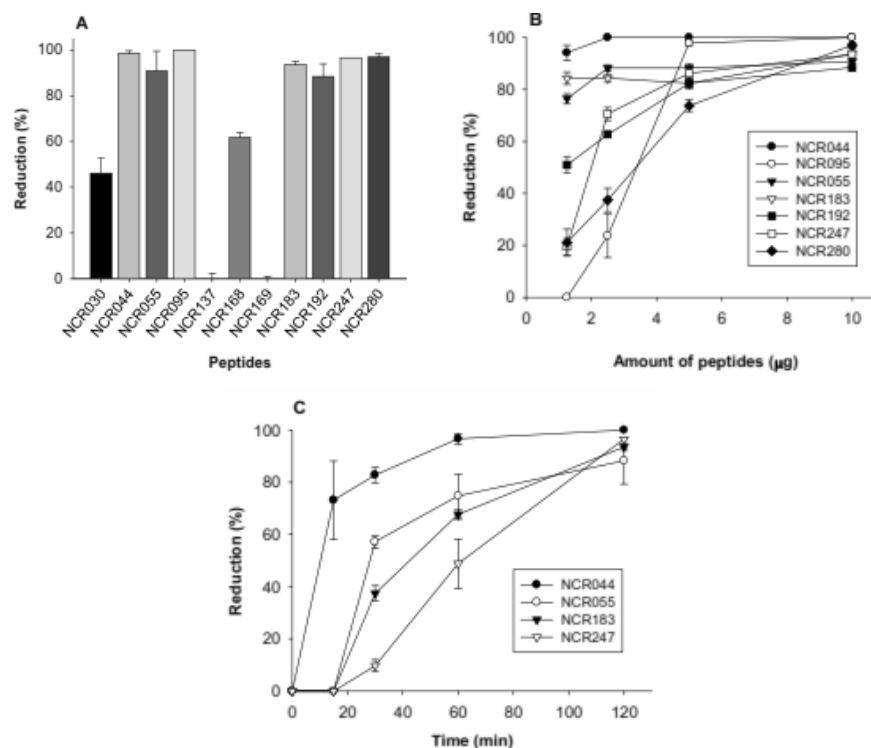 A
Reduction (%)
100
80
60
40
20
0
NCR030
NCR044
NCR055
NCR095
NCR137
NCR168
NCR169
NCR183
NCR192
NCR247
NCR280
Peptides
B
Reduction (%)
100
80
60
40
20
0
NCR044
NCR095
NCR055
NCR183
NCR192
NCR247
NCR280
0 2 4 6 8 10
Amount of peptides (μg)
C
Reduction (%)
100
80
60
40
20
0
NCR044
NCR055
NCR183
NCR247
0 20 40 60 80 100 120
Time (min)